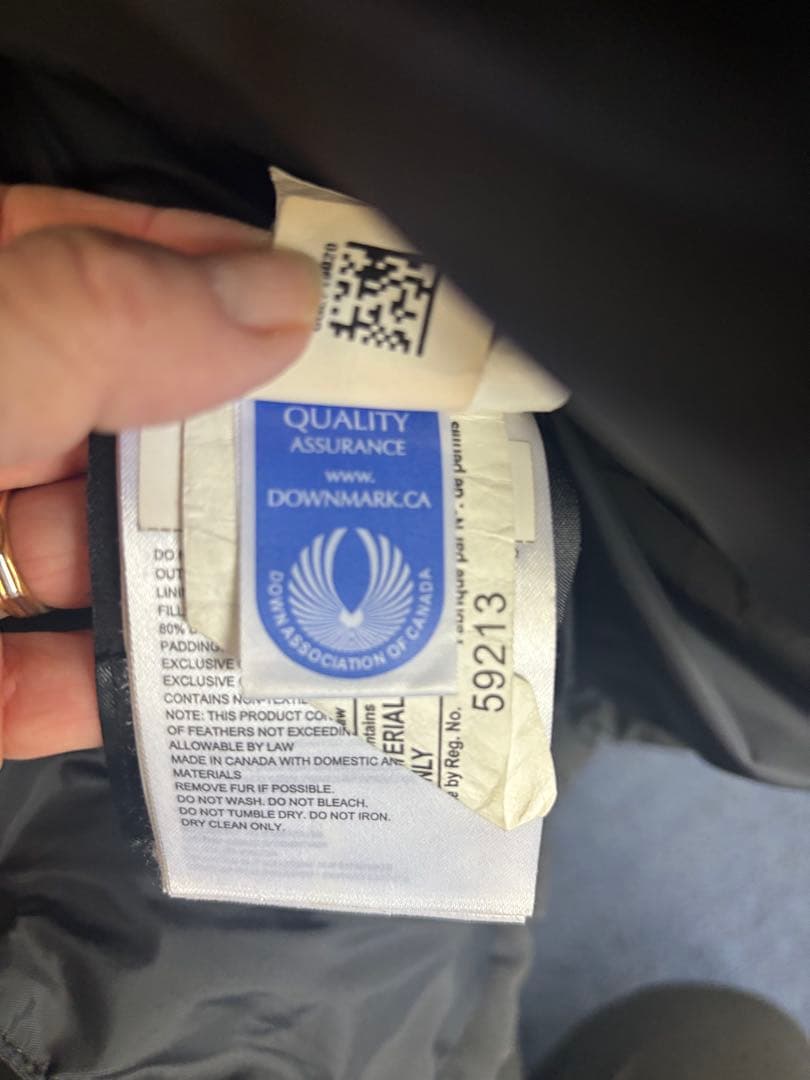 QUALITY
ASSURANCE
www.
DOWNMARK.CA
DOWN ASSOCIATION OF CANADA
59213
by Reg. No.
ERIAL
NLY
DO
OUT
LINI
FILL
80%
PADDING
EXCLUSIVE
EXCLUSIVE
CONTAINS NON-TEXTILE
NOTE: THIS PRODUCT
OF FEATHERS NOT EXCEEDIN
ALLOWABLE BY LAW
MADE IN CANADA WITH DOMESTIC AN
MATERIALS
REMOVE FUR IF POSSIBLE.
DO NOT WASH. DO NOT BLEACH.
DO NOT TUMBLE DRY. DO NOT IRON.
DRY CLEAN ONLY.